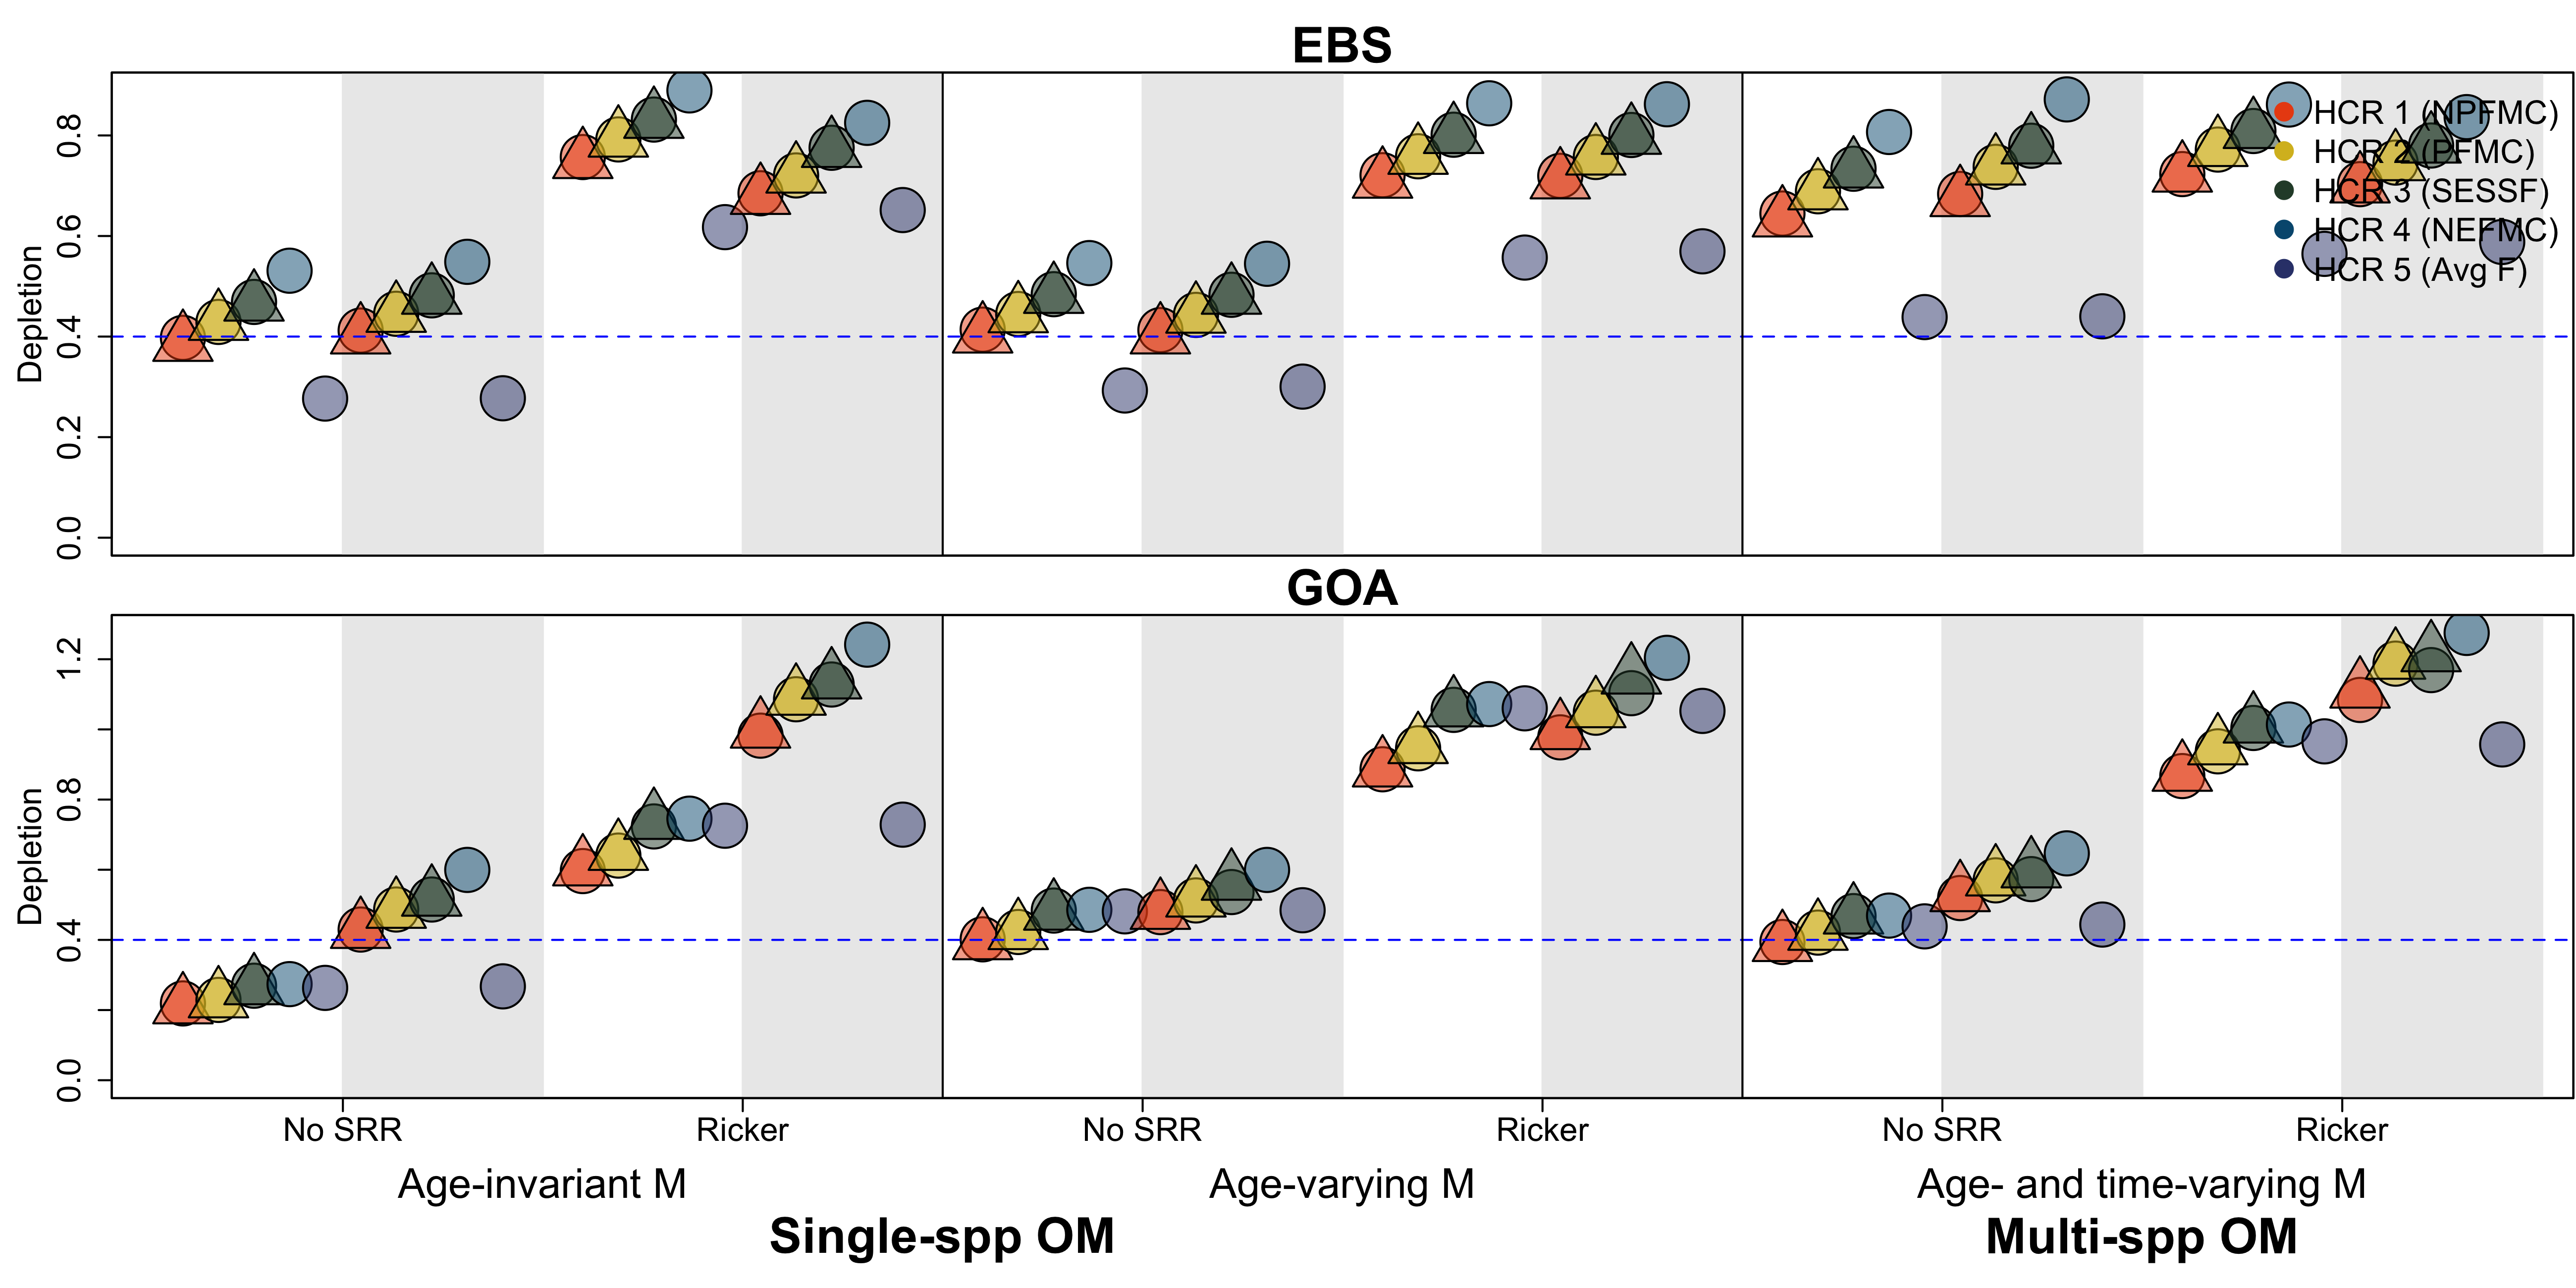 EBS
Depletion
0.8
0.6
0.4
0.2
0.0
HCR 1 (NPFMC)
HCR 2 (PFMC)
HCR 3 (SESSF)
HCR 4 (NEFMC)
HCR 5 (Avg F)
GOA
Depletion
1.2
0.8
0.4
0.0
No SRR Ricker No SRR Ricker No SRR Ricker
Age-invariant M Age-varying M Age- and time-varying M
Single-spp OM Multi-spp OM